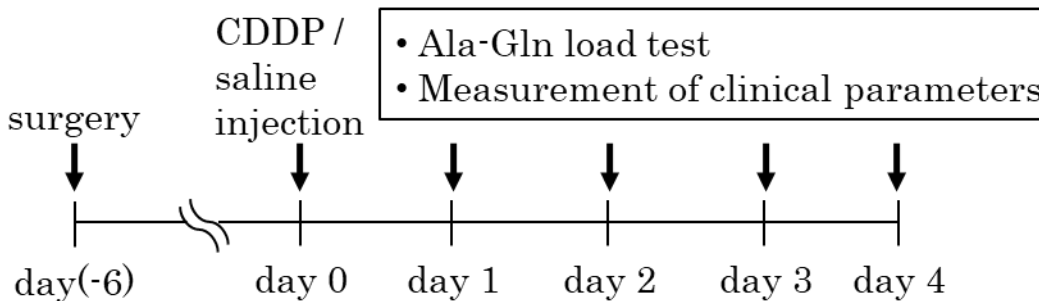 surgery
CDDP /
saline
injection
• Ala-Gln load test
• Measurement of clinical parameters
day(-6)
day 0
day 1
day 2
day 3
day 4